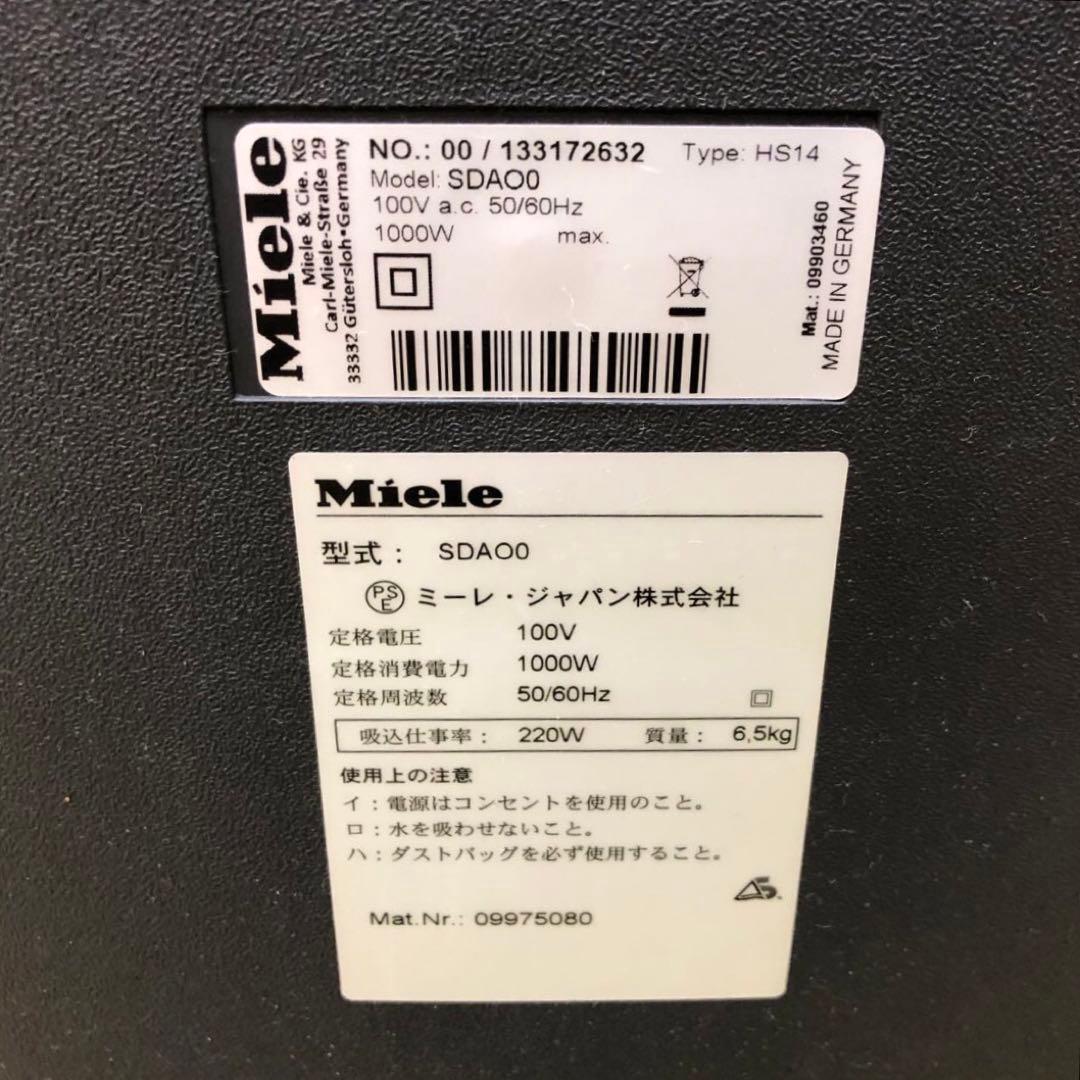 Miele
Miele & Cie. KG
Carl-Miele-Straße 29
33332 Gütersloh•Germany
NO.: 00 / 133172632 Type: HS14
Model: SDAO0
100V a.c. 50/60Hz
1000W max.
Mat.: 09903460
MADE IN GERMANY
Miele
型式： SDAO0
PSE ミーレ・ジャパン株式会社
定格電圧 100V
定格消費電力 1000W
定格周波数 50/60Hz
吸込仕事率： 220W 質量： 6,5kg
使用上の注意
イ：電源はコンセントを使用のこと。
ロ：水を吸わせないこと。
ハ：ダストバッグを必ず使用すること。
Mat.Nr.: 09975080